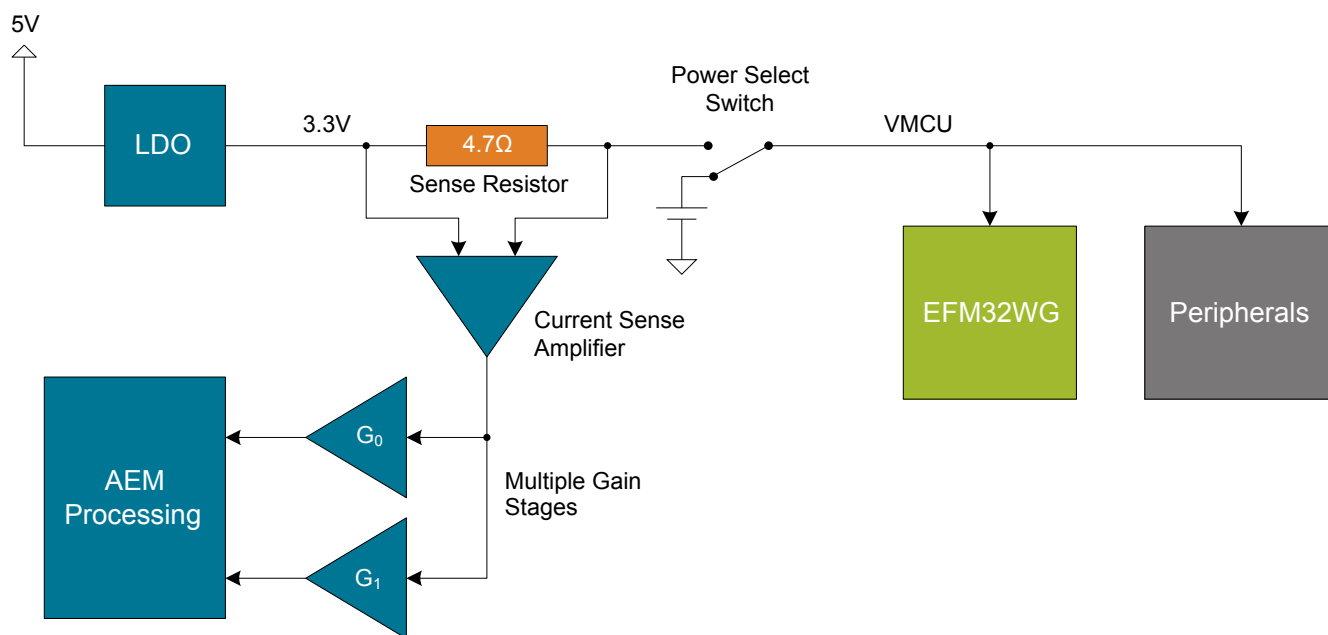 5V
LDO
3.3V
4.7Ω
Sense Resistor
Power Select
Switch
VMCU
EFM32WG
Peripherals
Current Sense
Amplifier
AEM
Processing
G₀
G₁
Multiple Gain
Stages